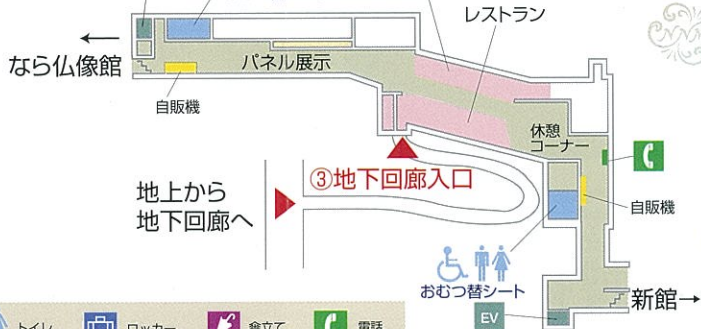 レストラン
←
なら仏像館
パネル展示
自販機
休憩
コーナー
③地下回廊入口
地上から
地下回廊へ
自販機
おむつ替シート
新館→
EV
トイレ
ロッカー
傘立て
電話